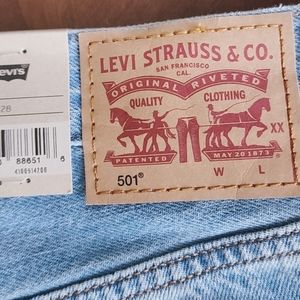 Levi's
28
88651 6
LEVI STRAUSS & CO.
SAN FRANCISCO
CAL.
ORIGINAL RIVETED
QUALITY CLOTHING
XX
PATENTED MAY 20 1873
501® W L